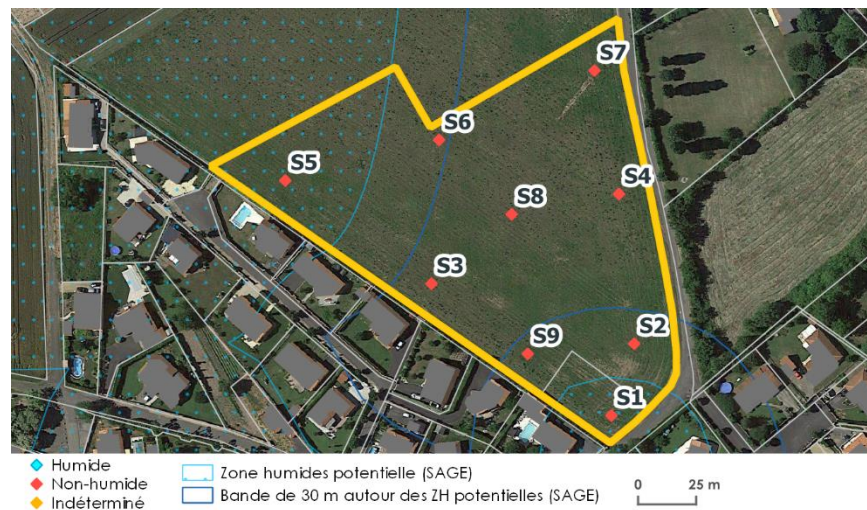 S7
S6
S5
S4
S8
S3
S2
S9
S1
Humide
Non-humide
Indéterminé
Zone humides potentielle (SAGE)
Bande de 30 m autour des ZH potentielles (SAGE)
0 25 m